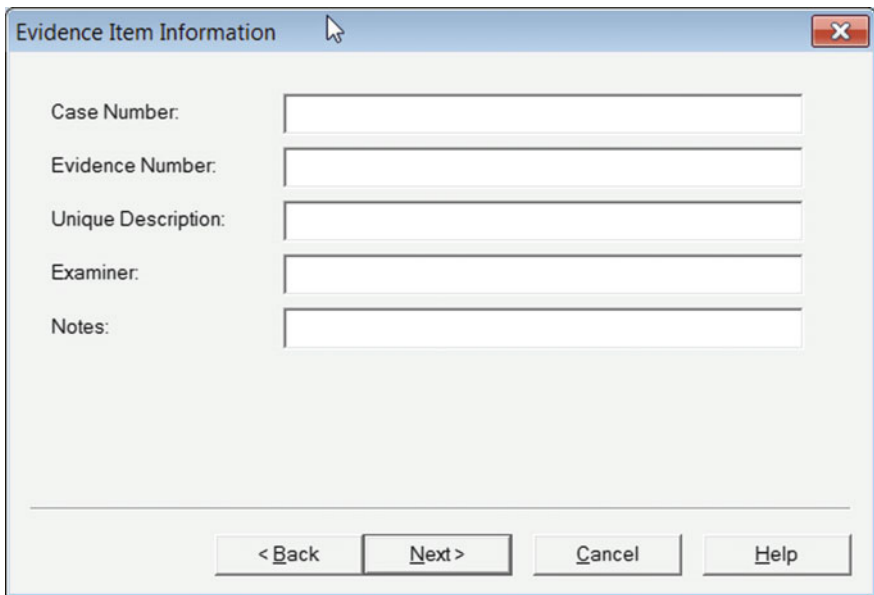 Evidence Item Information
Case Number:
Evidence Number:
Unique Description:
Examiner:
Notes:
< Back Next > Cancel Help